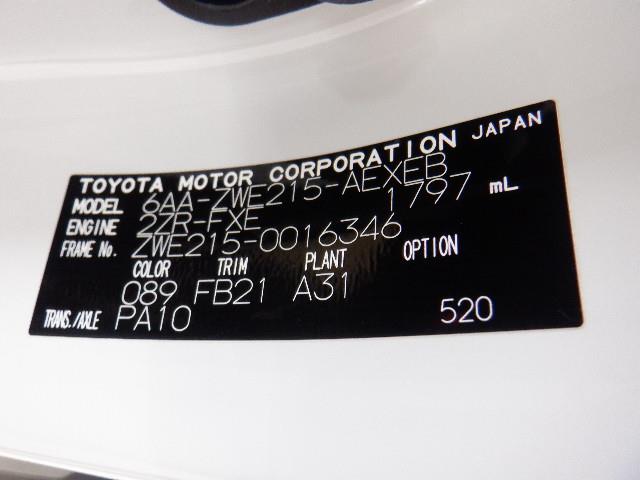 TOYOTA MOTOR CORPORATION JAPAN
MODEL 6AA-ZWE215-AEXEB
ENGINE 2ZR-FXE 1797 mL
FRAME No. ZWE215-0016346
COLOR TRIM PLANT OPTION
089 FB21 A31
TRANS./AXLE PA10 520